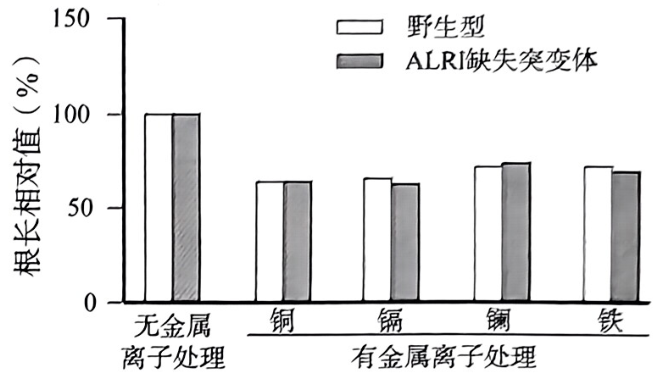 150
野生型
ALRI缺失突变体
根长相对值（%）
100
50
0
无金属
离子处理
铜
镉
镧
铁
有金属离子处理